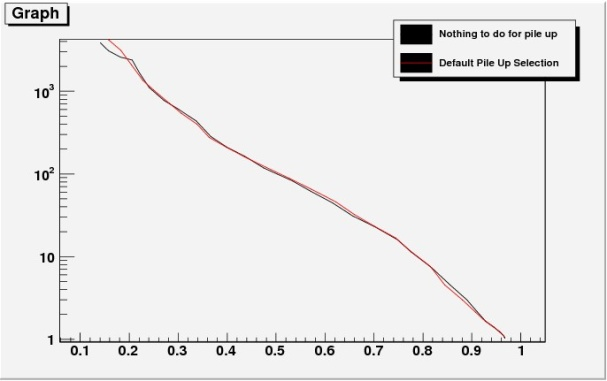 Graph
Nothing to do for pile up
Default Pile Up Selection
10³
10²
10
1
0.1 0.2 0.3 0.4 0.5 0.6 0.7 0.8 0.9 1